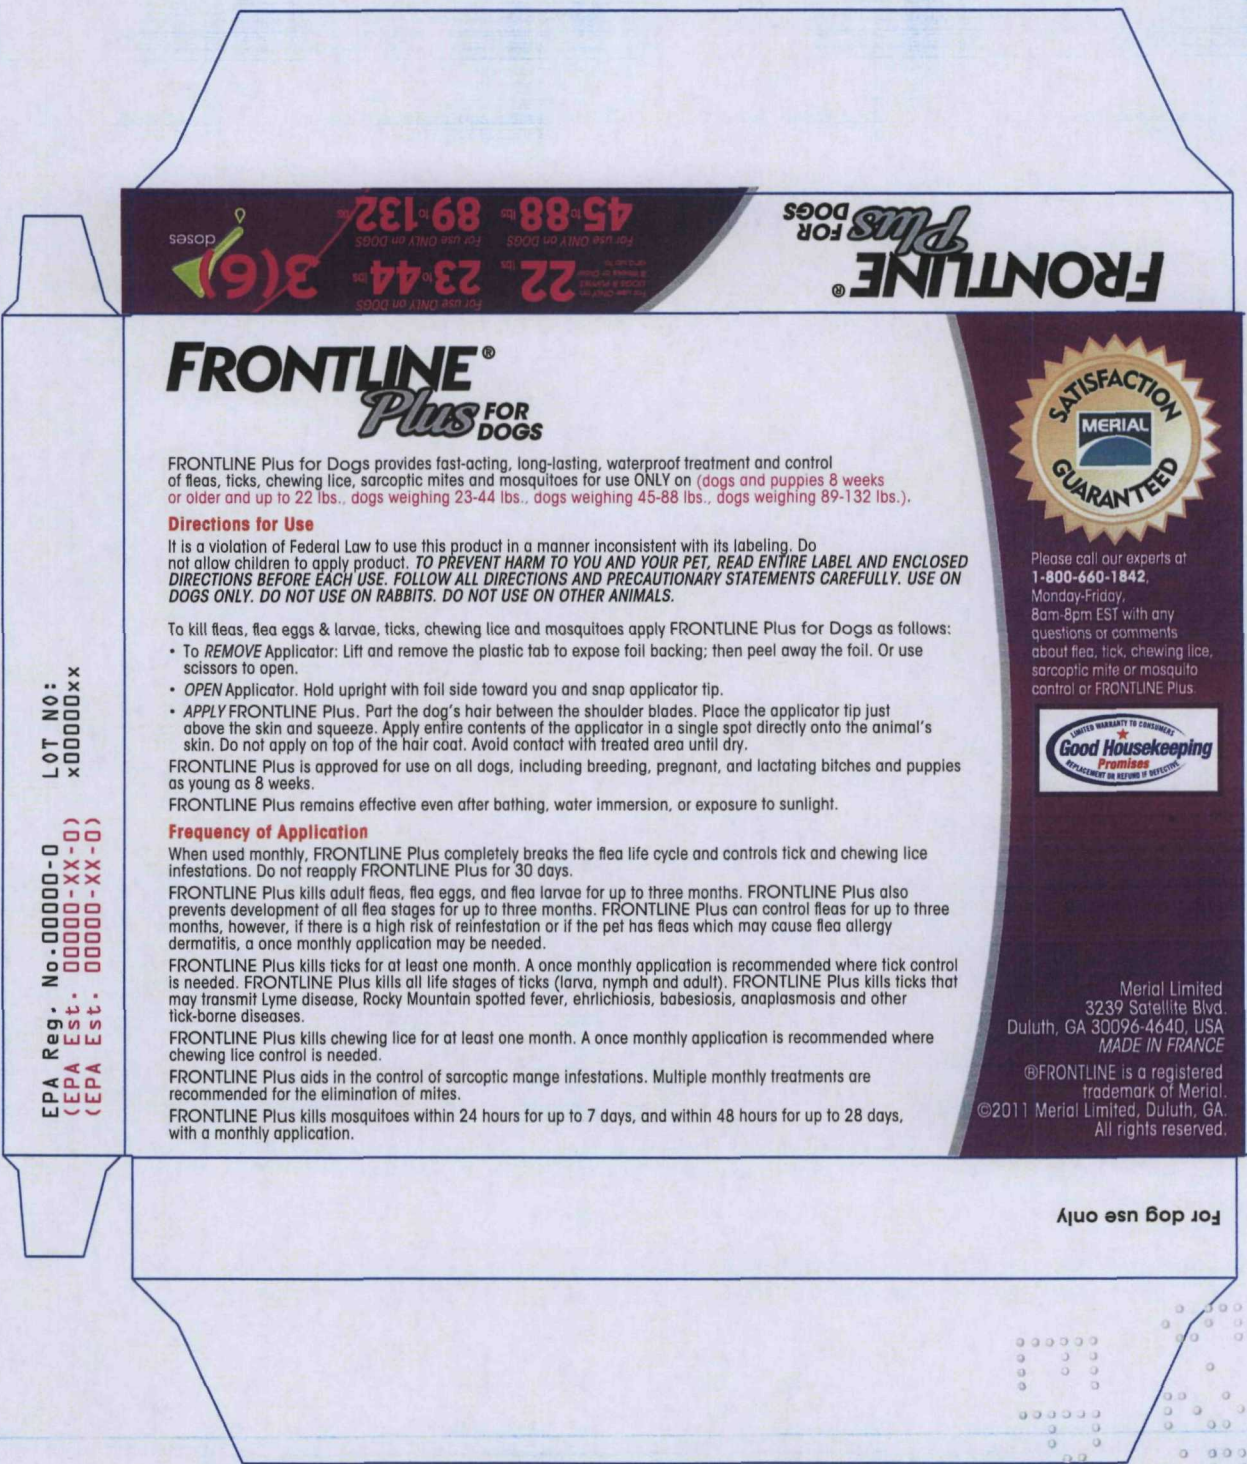 FRONTLINE®
Plus FOR
DOGS
3(6)
doses
For use ONLY on
DOGS & PUPPIES
8 Weeks or Older
and up to
22 lbs
For use ONLY on DOGS
23 to 44 lbs
For use ONLY on DOGS
45 to 88 lbs
For use ONLY on DOGS
89 to 132 lbs
FRONTLINE®
Plus FOR
DOGS
FRONTLINE Plus for Dogs provides fast-acting, long-lasting, waterproof treatment and control
of fleas, ticks, chewing lice, sarcoptic mites and mosquitoes for use ONLY on (dogs and puppies 8 weeks
or older and up to 22 lbs., dogs weighing 23-44 lbs., dogs weighing 45-88 lbs., dogs weighing 89-132 lbs.).
Directions for Use
It is a violation of Federal Law to use this product in a manner inconsistent with its labeling. Do
not allow children to apply product. TO PREVENT HARM TO YOU AND YOUR PET, READ ENTIRE LABEL AND ENCLOSED
DIRECTIONS BEFORE EACH USE. FOLLOW ALL DIRECTIONS AND PRECAUTIONARY STATEMENTS CAREFULLY. USE ON
DOGS ONLY. DO NOT USE ON RABBITS. DO NOT USE ON OTHER ANIMALS.
To kill fleas, flea eggs & larvae, ticks, chewing lice and mosquitoes apply FRONTLINE Plus for Dogs as follows:
• To REMOVE Applicator: Lift and remove the plastic tab to expose foil backing; then peel away the foil. Or use
scissors to open.
• OPEN Applicator. Hold upright with foil side toward you and snap applicator tip.
• APPLY FRONTLINE Plus. Part the dog's hair between the shoulder blades. Place the applicator tip just
above the skin and squeeze. Apply entire contents of the applicator in a single spot directly onto the animal's
skin. Do not apply on top of the hair coat. Avoid contact with treated area until dry.
FRONTLINE Plus is approved for use on all dogs, including breeding, pregnant, and lactating bitches and puppies
as young as 8 weeks.
FRONTLINE Plus remains effective even after bathing, water immersion, or exposure to sunlight.
Frequency of Application
When used monthly, FRONTLINE Plus completely breaks the flea life cycle and controls tick and chewing lice
infestations. Do not reapply FRONTLINE Plus for 30 days.
FRONTLINE Plus kills adult fleas, flea eggs, and flea larvae for up to three months. FRONTLINE Plus also
prevents development of all flea stages for up to three months. FRONTLINE Plus can control fleas for up to three
months, however, if there is a high risk of reinfestation or if the pet has fleas which may cause flea allergy
dermatitis, a once monthly application may be needed.
FRONTLINE Plus kills ticks for at least one month. A once monthly application is recommended where tick control
is needed. FRONTLINE Plus kills all life stages of ticks (larva, nymph and adult). FRONTLINE Plus kills ticks that
may transmit Lyme disease, Rocky Mountain spotted fever, ehrlichiosis, babesiosis, anaplasmosis and other
tick-borne diseases.
FRONTLINE Plus kills chewing lice for at least one month. A once monthly application is recommended where
chewing lice control is needed.
FRONTLINE Plus aids in the control of sarcoptic mange infestations. Multiple monthly treatments are
recommended for the elimination of mites.
FRONTLINE Plus kills mosquitoes within 24 hours for up to 7 days, and within 48 hours for up to 28 days,
with a monthly application.
SATISFACTION
MERIAL
GUARANTEED
Please call our experts at
1-800-660-1842,
Monday-Friday,
8am-8pm EST with any
questions or comments
about flea, tick, chewing lice,
sarcoptic mite or mosquito
control or FRONTLINE Plus.
LIMITED WARRANTY TO CONSUMERS
Good Housekeeping
Promises
REPLACEMENT OR REFUND IF DEFECTIVE
Merial Limited
3239 Satellite Blvd.
Duluth, GA 30096-4640, USA
MADE IN FRANCE
®FRONTLINE is a registered
trademark of Merial.
©2011 Merial Limited, Duluth, GA.
All rights reserved.
EPA Reg. No.00000-0 LOT NO:
(EPA Est. 00000-XX-0) x00000xx
(EPA Est. 00000-XX-0)
For dog use only